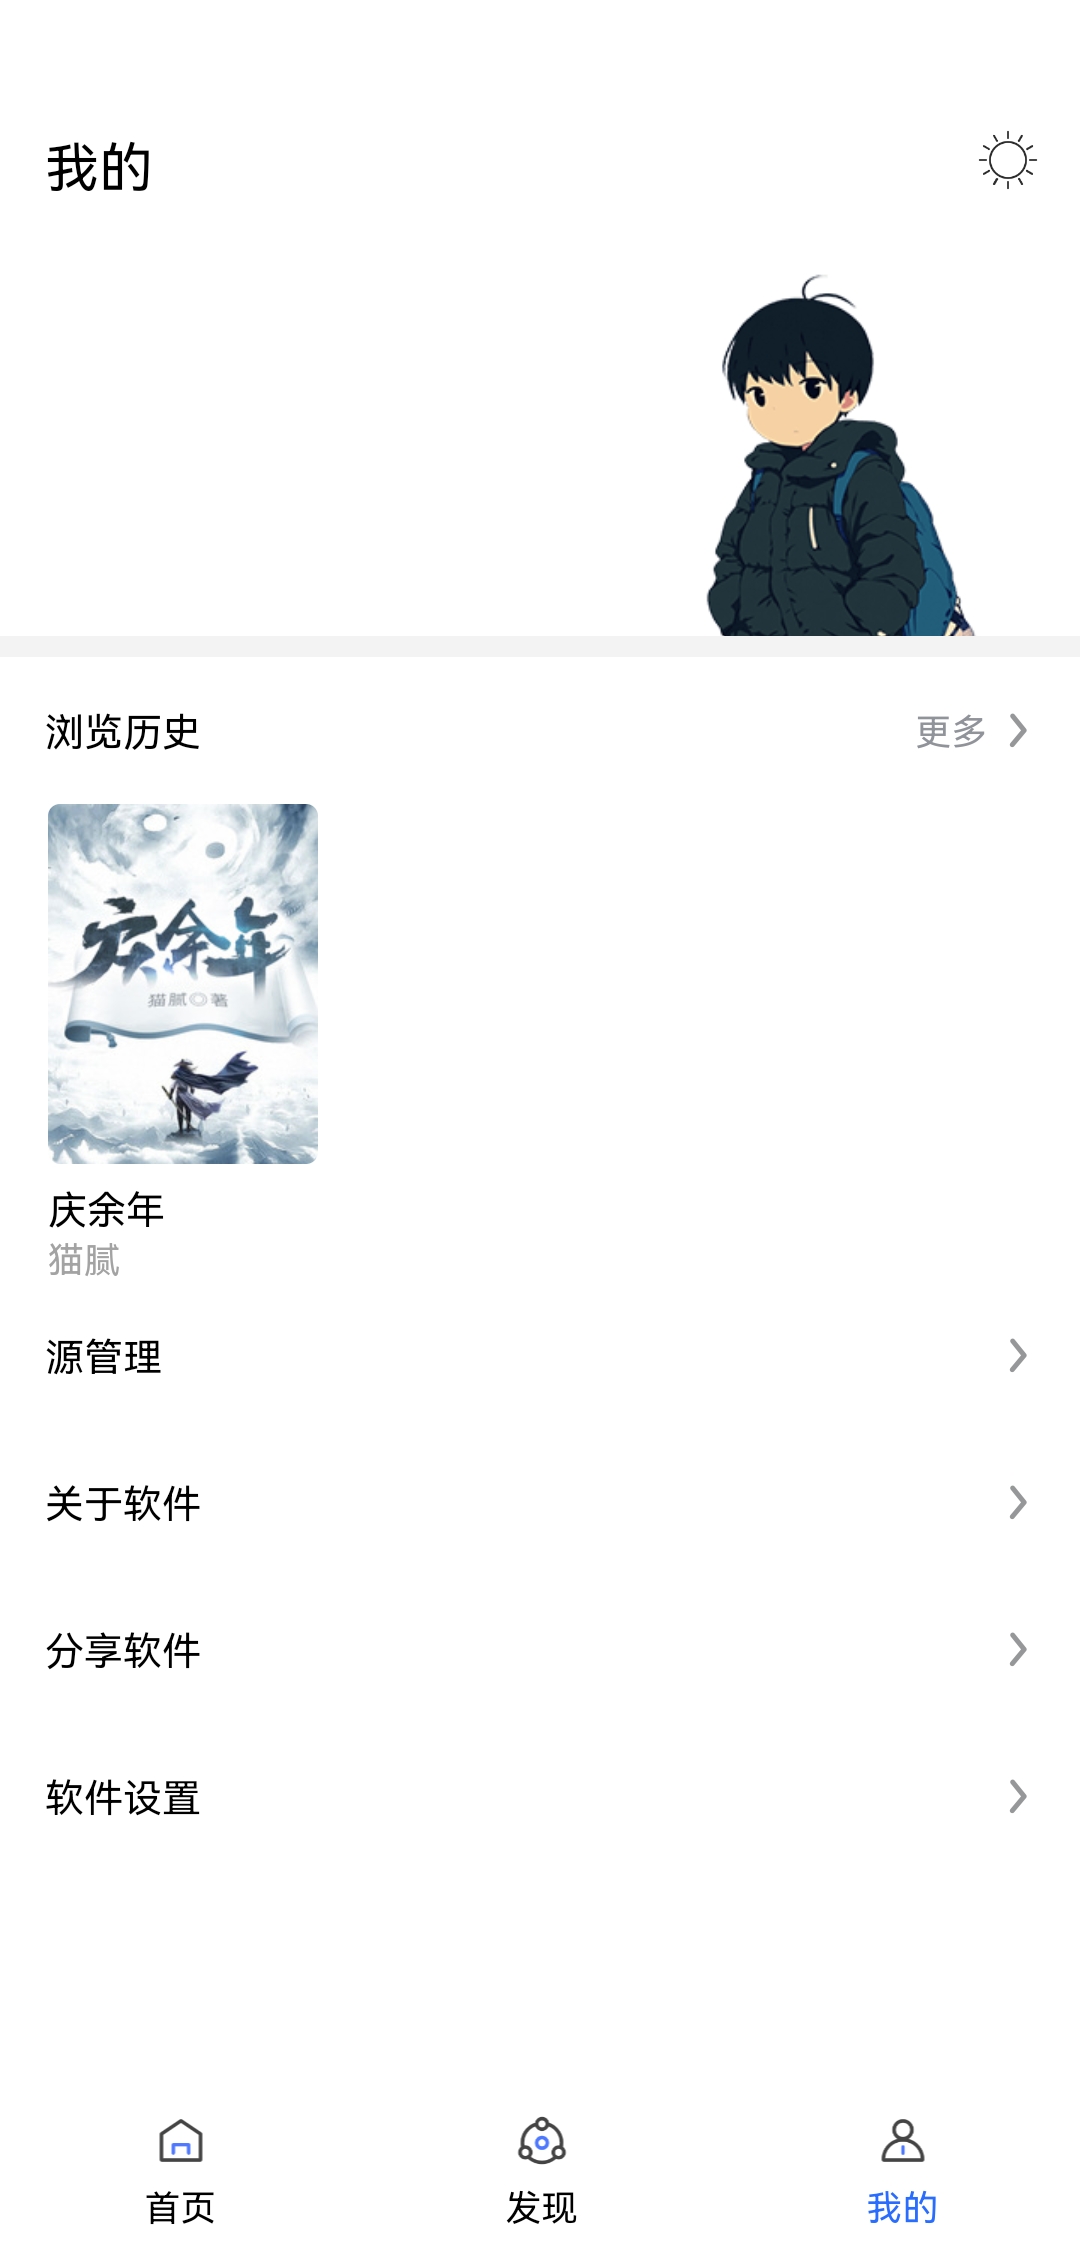 我的
浏览历史
更多
庆余年
猫腻◎著
庆余年
猫腻
源管理
关于软件
分享软件
软件设置
首页
发现
我的